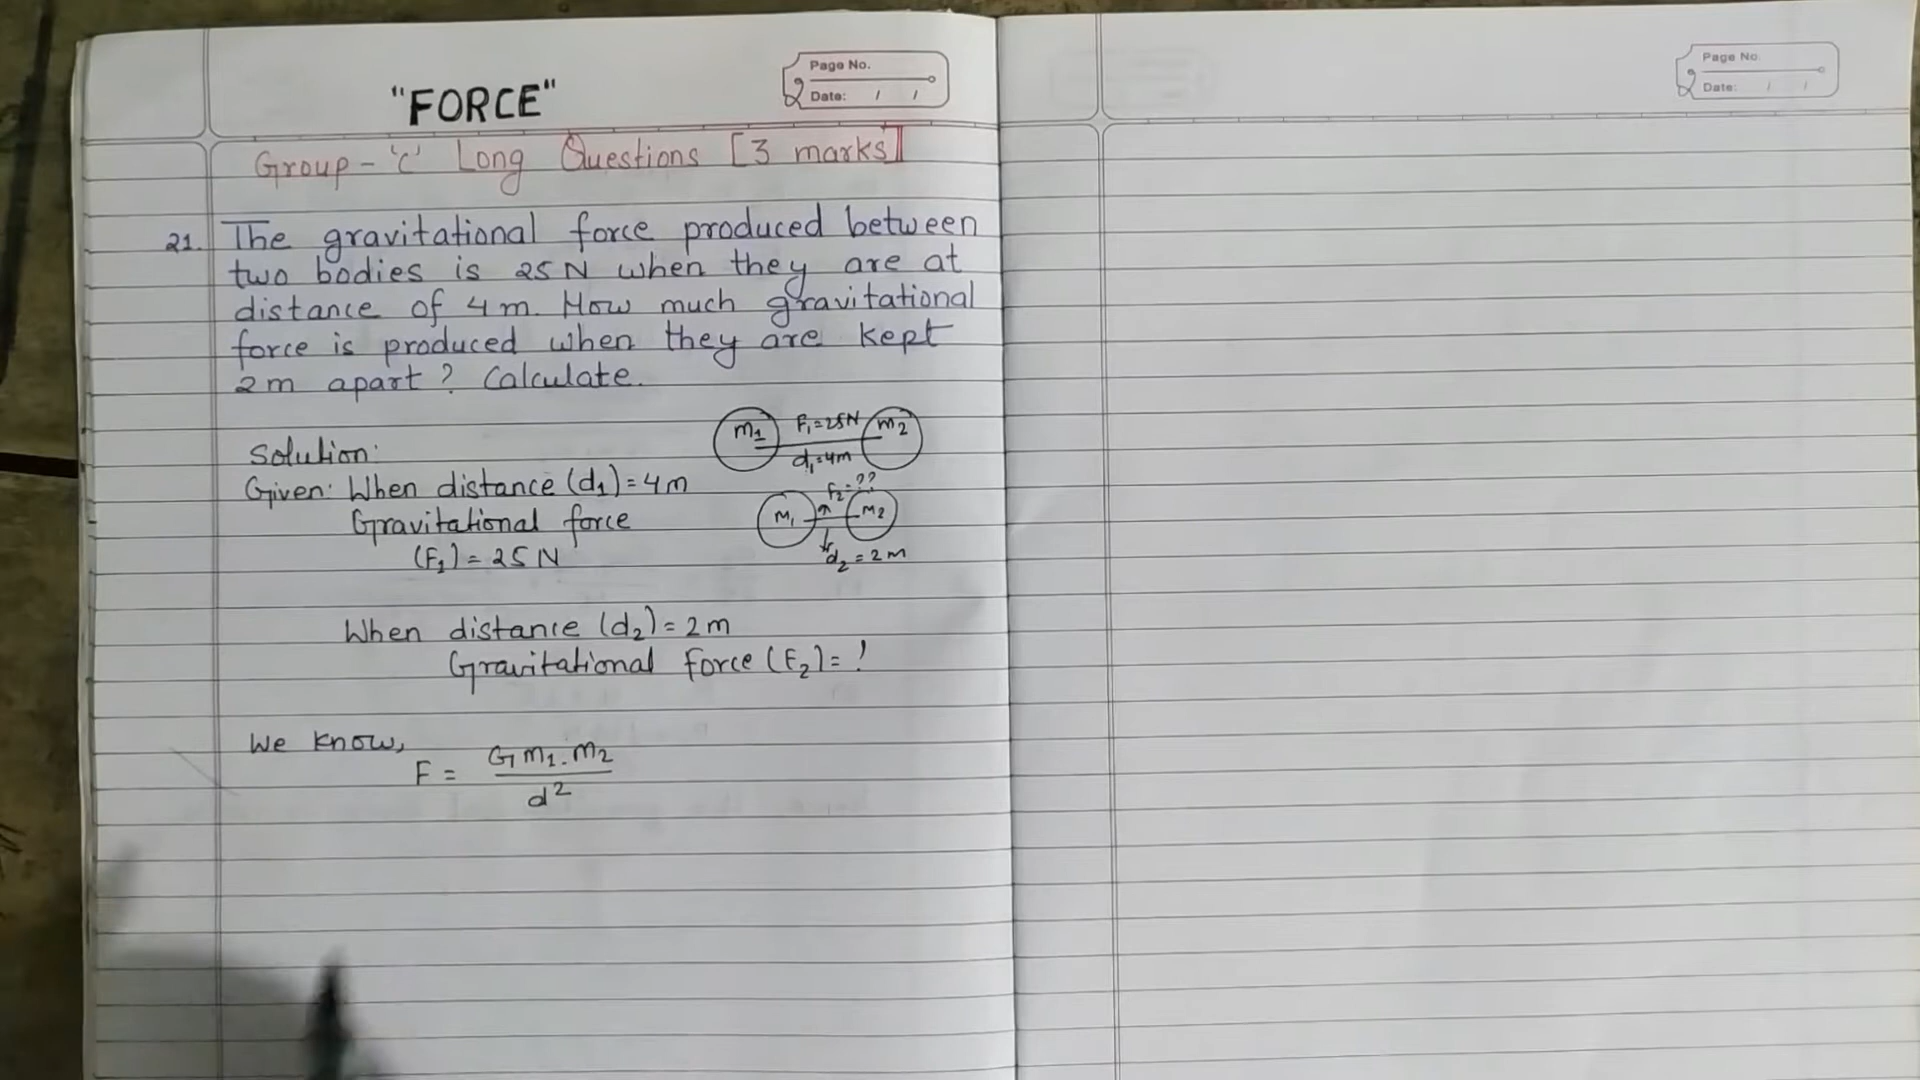 "FORCE"
Page No.
Date: / /
Group-'C' Long Questions [3 marks]
21. The gravitational force produced between
two bodies is 25 N when they are at
distance of 4 m. How much gravitational
force is produced when they are kept
2 m apart? Calculate.
m1 F1=25N m2
d1=4m
Solution:
Given: When distance (d1)=4m
Gravitational force
(F1)=25 N
F2=??
M1 M2
d2=2m
When distance (d2)=2m
Gravitational force (F2)=?
We know,
F = G m1.m2
d2
Page No.
Date: / /